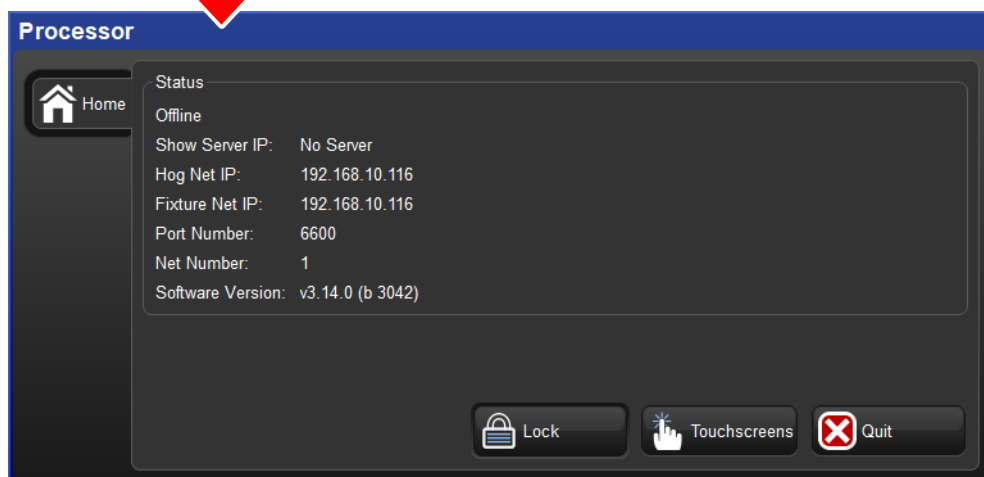 Processor
Home
Status
Offline
Show Server IP: No Server
Hog Net IP: 192.168.10.116
Fixture Net IP: 192.168.10.116
Port Number: 6600
Net Number: 1
Software Version: v3.14.0 (b 3042)
Lock Touchscreens Quit